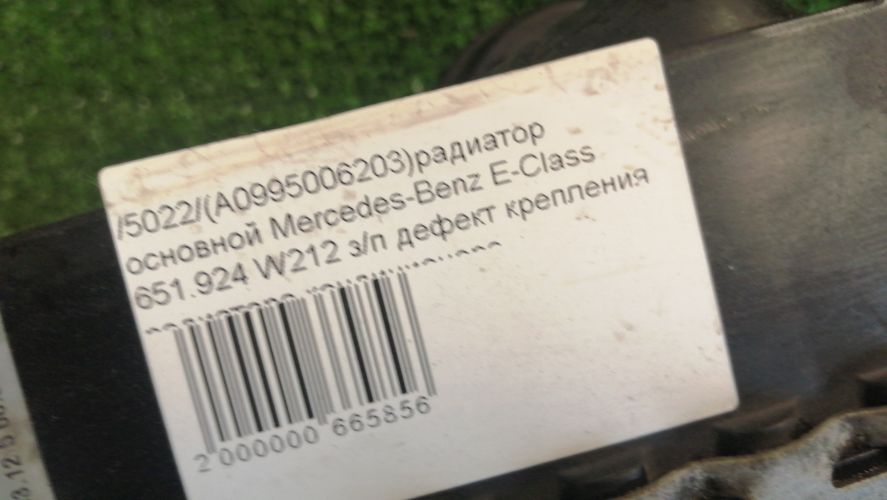 /5022/(A0995006203)радиатор
основной Mercedes-Benz E-Class
651.924 W212 з/п дефект крепления
2 000000 665856